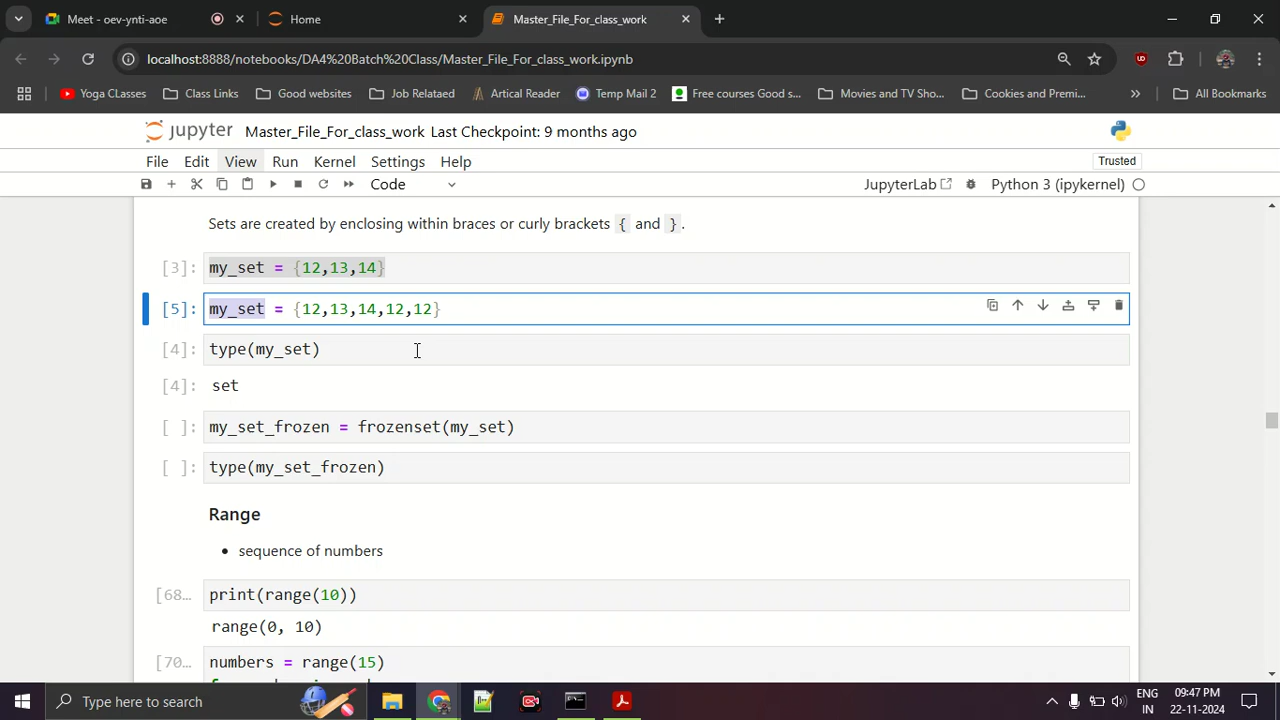 Meet - oev-ynti-aoe
Home
Master_File_For_class_work
localhost:8888/notebooks/DA4%20Batch%20Class/Master_File_For_class_work.ipynb
Yoga CLasses
Class Links
Good websites
Job Relataed
Artical Reader
Temp Mail 2
Free courses Good s...
Movies and TV Sho...
Cookies and Premi...
All Bookmarks
jupyter Master_File_For_class_work Last Checkpoint: 9 months ago
File Edit View Run Kernel Settings Help
Trusted
Code
JupyterLab
Python 3 (ipykernel)
Sets are created by enclosing within braces or curly brackets { and }.
[3]: my_set = {12,13,14}
[5]: my_set = {12,13,14,12,12}
[4]: type(my_set)
[4]: set
[ ]: my_set_frozen = frozenset(my_set)
[ ]: type(my_set_frozen)
Range
• sequence of numbers
[68... print(range(10))
range(0, 10)
[70... numbers = range(15)
Type here to search
ENG
IN
09:47 PM
22-11-2024